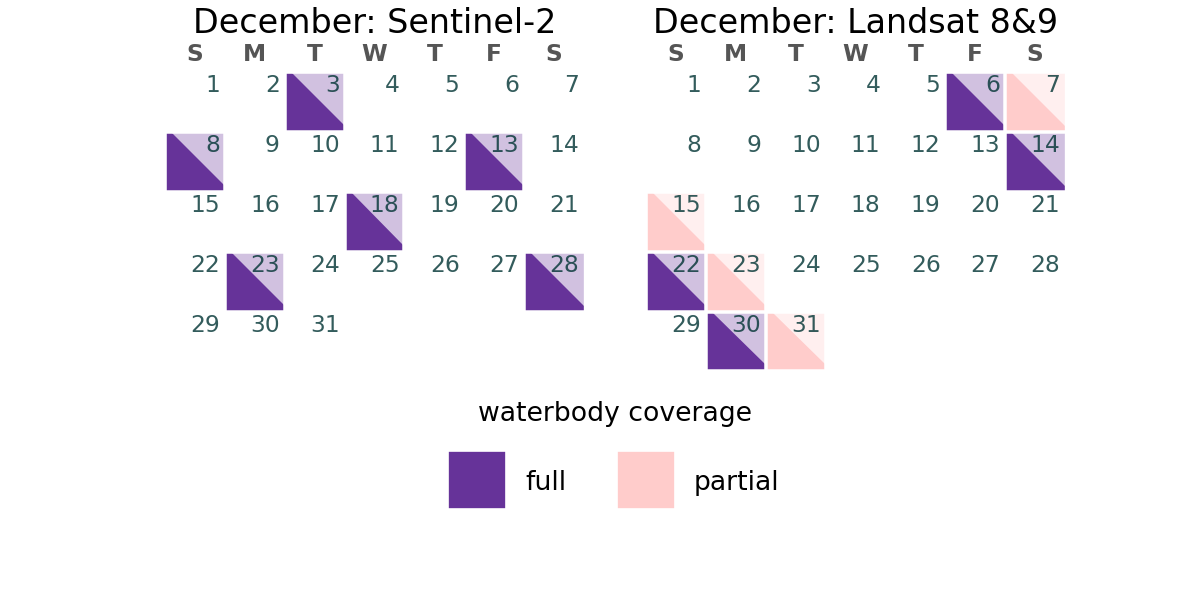 December: Sentinel-2
S M T W T F S
1 2 3 4 5 6 7
8 9 10 11 12 13 14
15 16 17 18 19 20 21
22 23 24 25 26 27 28
29 30 31
December: Landsat 8&9
S M T W T F S
1 2 3 4 5 6 7
8 9 10 11 12 13 14
15 16 17 18 19 20 21
22 23 24 25 26 27 28
29 30 31
waterbody coverage
full partial